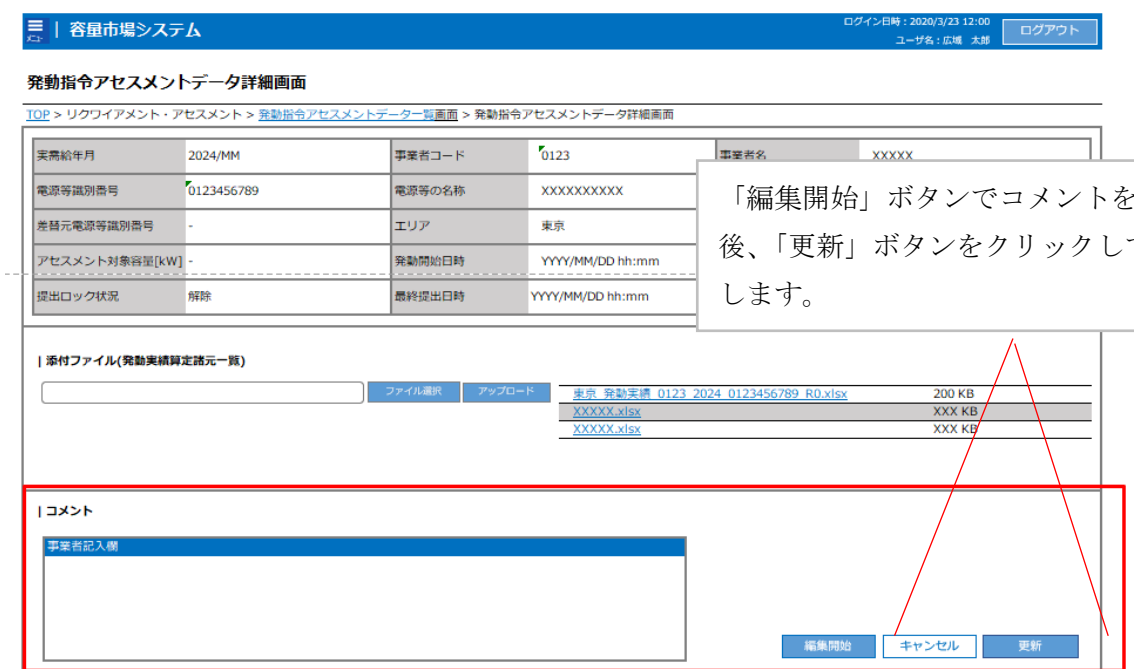 メニュー | 容量市場システム
ログイン日時：2020/3/23 12:00
ユーザ名：広域　太郎
ログアウト
発動指令アセスメントデータ詳細画面
TOP > リクワイアメント・アセスメント > 発動指令アセスメントデータ一覧画面 > 発動指令アセスメントデータ詳細画面
実需給年月 2024/MM 事業者コード 0123 事業者名 XXXXX
電源等識別番号 0123456789 電源等の名称 XXXXXXXXXX
差替元電源等識別番号 - エリア 東京
アセスメント対象容量[kW] - 発動開始日時 YYYY/MM/DD hh:mm
提出ロック状況 解除 最終提出日時 YYYY/MM/DD hh:mm
「編集開始」ボタンでコメントを
後、「更新」ボタンをクリックして
します。
| 添付ファイル(発動実績算定諸元一覧)
ファイル選択 アップロード
東京_発動実績_0123_2024_0123456789_R0.xlsx 200 KB
XXXXX.xlsx XXX KB
XXXXX.xlsx XXX KB
| コメント
事業者記入欄
編集開始 キャンセル 更新